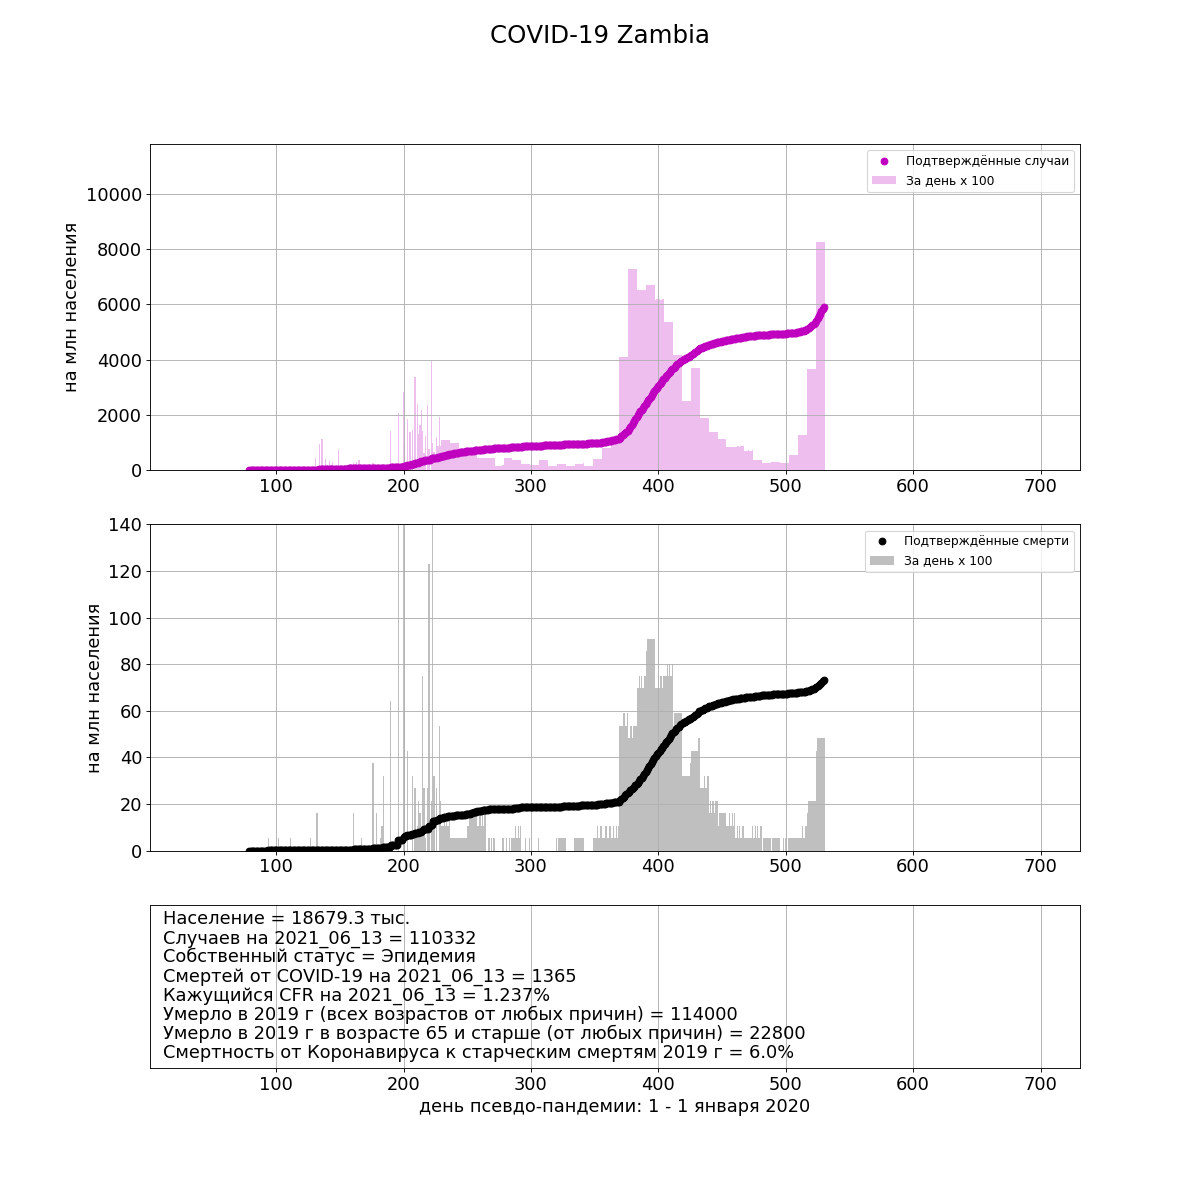 COVID-19 Zambia
10000
8000
6000
4000
2000
0
на млн населения
Подтверждённые случаи
За день x 100
100 200 300 400 500 600 700
140
120
100
80
60
40
20
0
на млн населения
Подтверждённые смерти
За день x 100
100 200 300 400 500 600 700
Население = 18679.3 тыс.
Случаев на 2021_06_13 = 110332
Собственный статус = Эпидемия
Смертей от COVID-19 на 2021_06_13 = 1365
Кажущийся CFR на 2021_06_13 = 1.237%
Умерло в 2019 г (всех возрастов от любых причин) = 114000
Умерло в 2019 г в возрасте 65 и старше (от любых причин) = 22800
Смертность от Коронавируса к старческим смертям 2019 г = 6.0%
100 200 300 400 500 600 700
день псевдо-пандемии: 1 - 1 января 2020